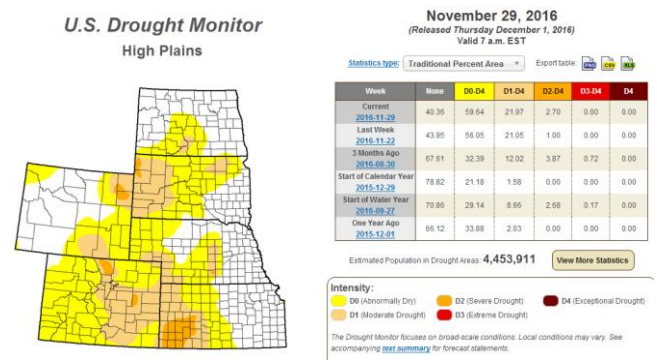 U.S. Drought Monitor
High Plains
November 29, 2016
(Released Thursday December 1, 2016)
Valid 7 a.m. EST
Statistics type: Traditional Percent Area Export table: PNG CSV XLS
Week None D0-D4 D1-D4 D2-D4 D3-D4 D4
Current
2016-11-29 40.36 59.64 21.97 2.70 0.00 0.00
Last Week
2016-11-22 43.95 56.05 21.05 1.00 0.00 0.00
3 Months Ago
2016-08-30 67.61 32.39 12.02 3.87 0.72 0.00
Start of Calendar Year
2015-12-29 78.82 21.18 1.58 0.00 0.00 0.00
Start of Water Year
2016-09-27 70.86 29.14 8.66 2.68 0.17 0.00
One Year Ago
2015-12-01 66.12 33.88 2.03 0.00 0.00 0.00
Estimated Population in Drought Areas: 4,453,911 View More Statistics
Intensity:
D0 (Abnormally Dry) D2 (Severe Drought) D4 (Exceptional Drought)
D1 (Moderate Drought) D3 (Extreme Drought)
The Drought Monitor focuses on broad-scale conditions. Local conditions may vary. See
accompanying text summary for forecast statements.